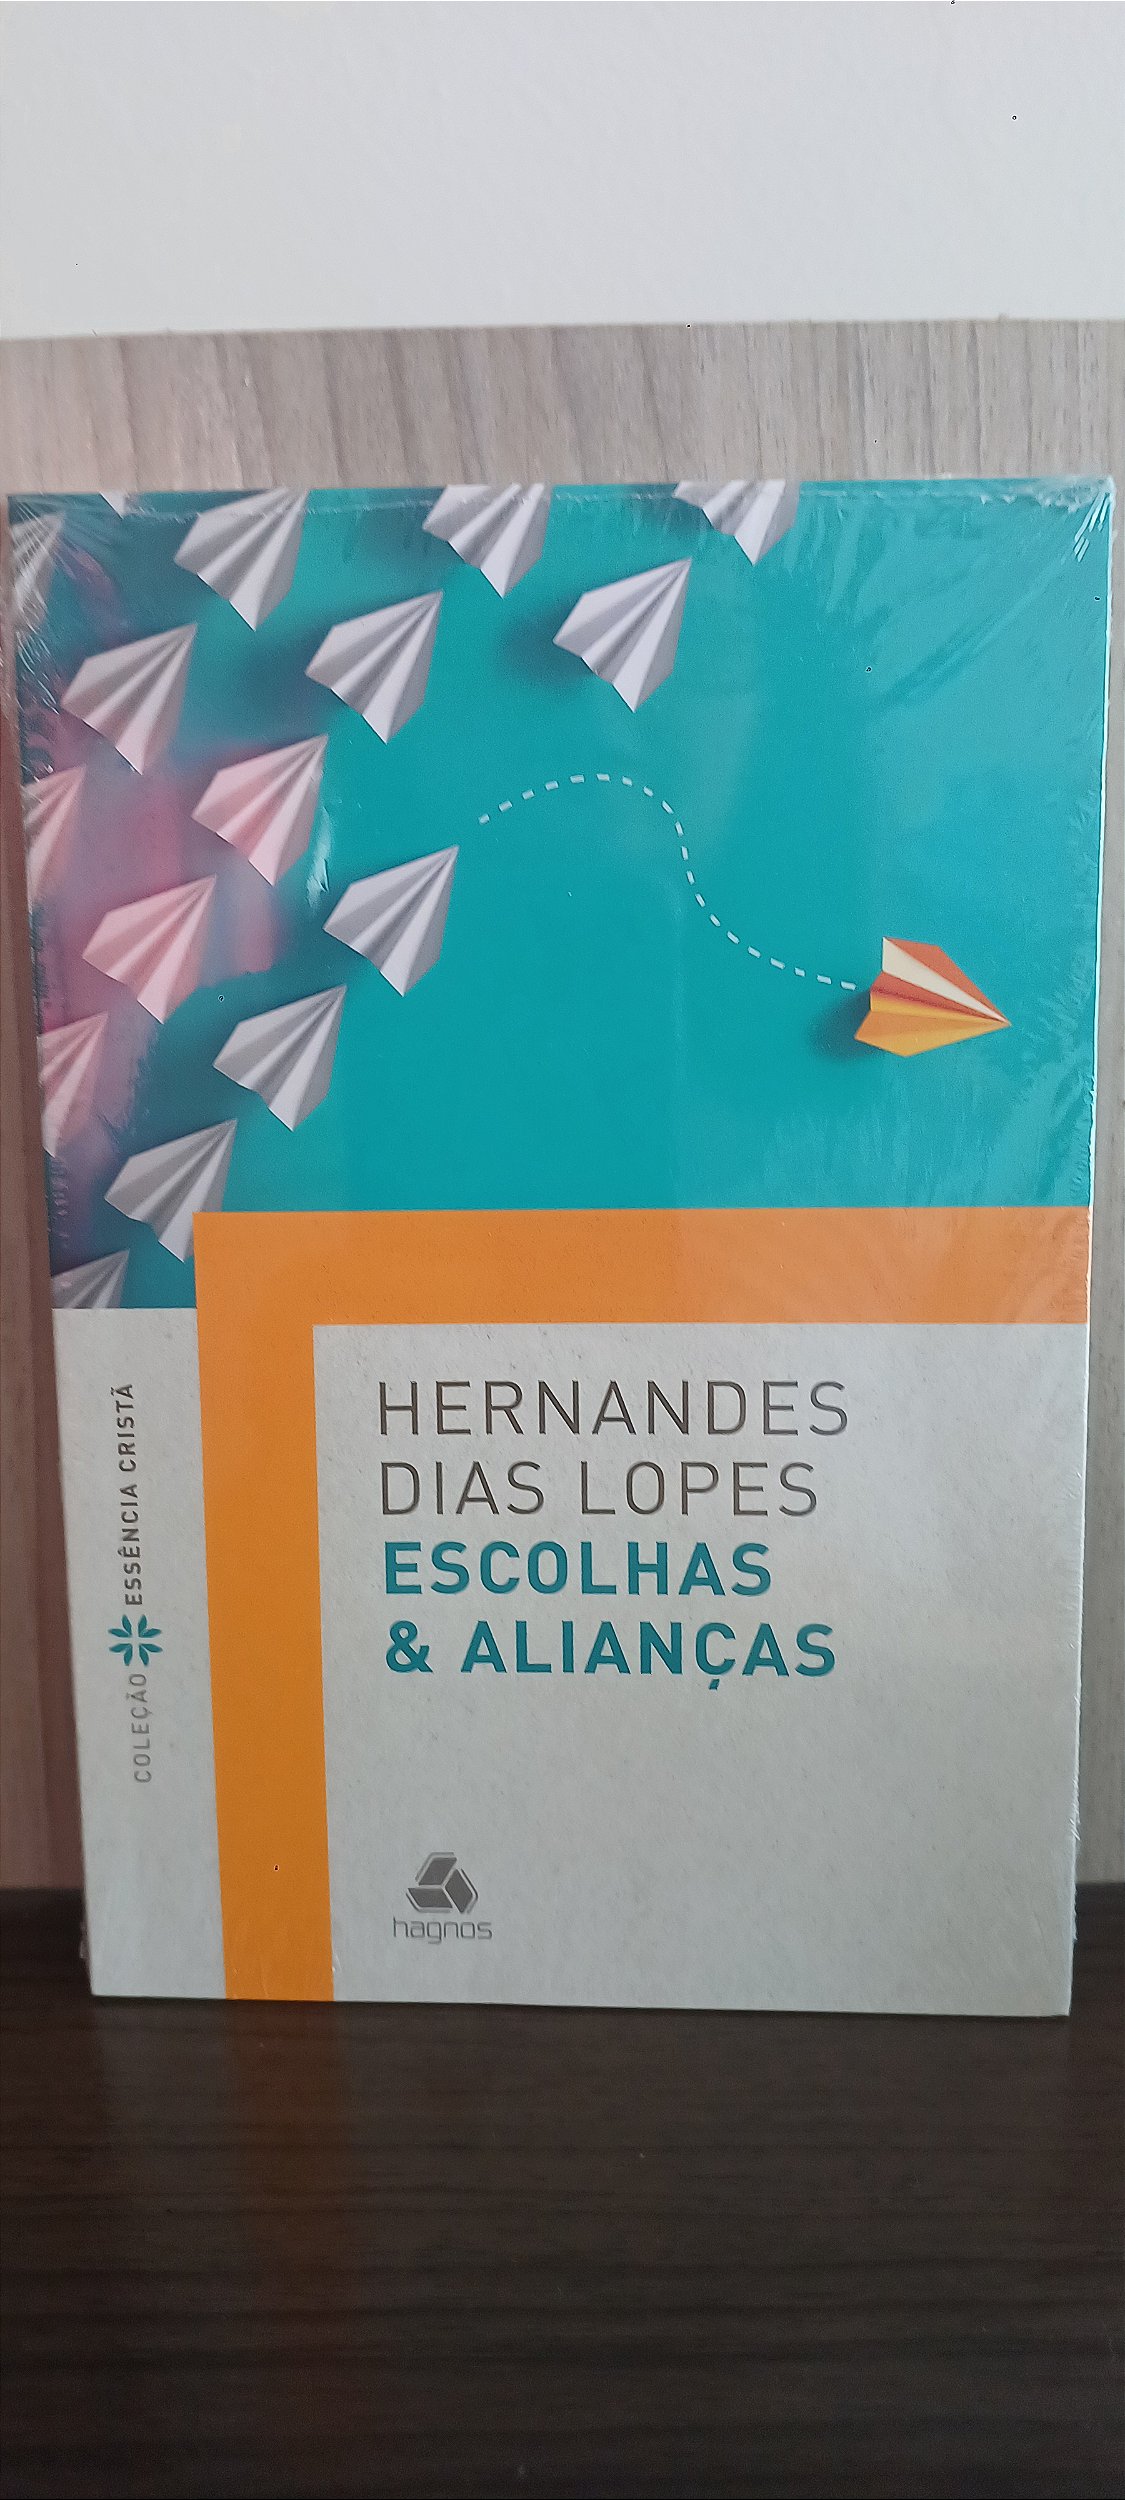 HERNANDES
DIAS LOPES
ESCOLHAS
& ALIANÇAS
COLEÇÃO ESSÊNCIA CRISTÃ
hagnos